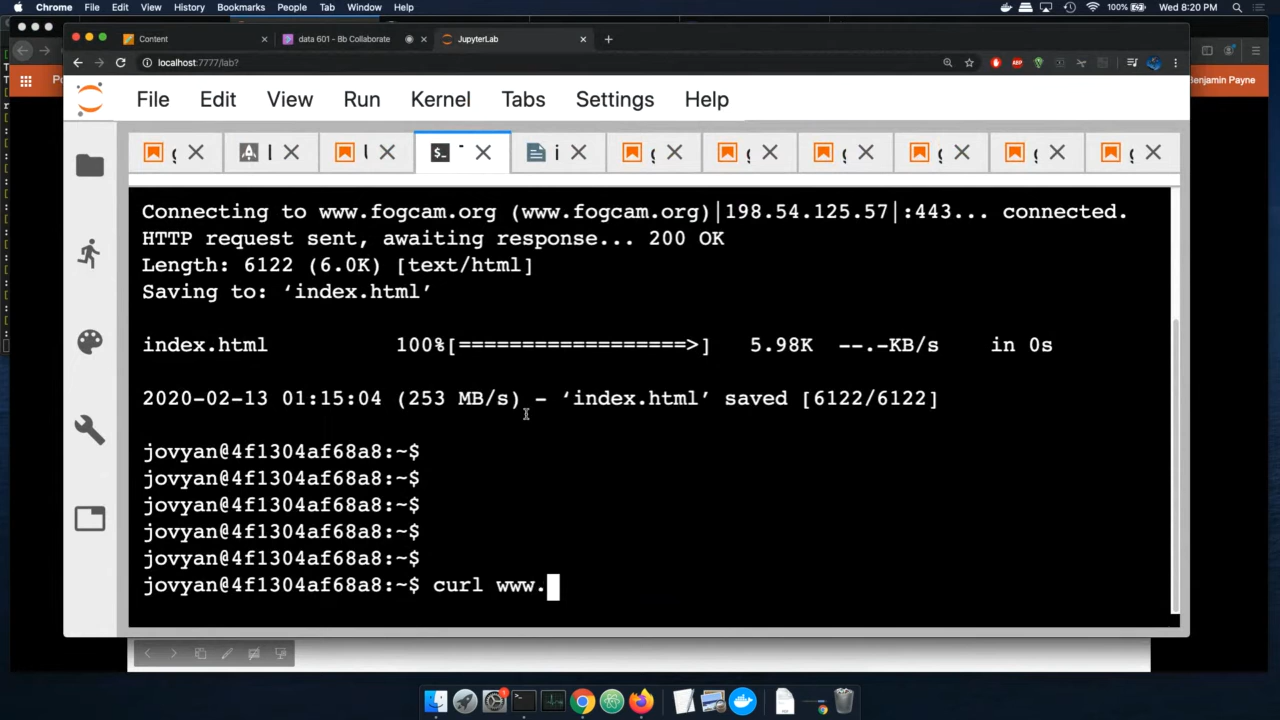 Chrome File Edit View History Bookmarks People Tab Window Help 100% Wed 8:20 PM
Content data 601 - Bb Collaborate JupyterLab
localhost:7777/lab?
ABP
Benjamin Payne
File Edit View Run Kernel Tabs Settings Help
Connecting to www.fogcam.org (www.fogcam.org)|198.54.125.57|:443... connected.
HTTP request sent, awaiting response... 200 OK
Length: 6122 (6.0K) [text/html]
Saving to: ‘index.html’
index.html 100%[==================>] 5.98K --.-KB/s in 0s
2020-02-13 01:15:04 (253 MB/s) - ‘index.html’ saved [6122/6122]
jovyan@4f1304af68a8:~$
jovyan@4f1304af68a8:~$
jovyan@4f1304af68a8:~$
jovyan@4f1304af68a8:~$
jovyan@4f1304af68a8:~$
jovyan@4f1304af68a8:~$ curl www.